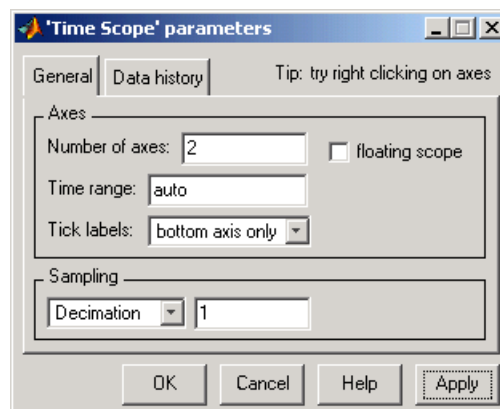 'Time Scope' parameters
General Data history Tip: try right clicking on axes
Axes
Number of axes: 2 floating scope
Time range: auto
Tick labels: bottom axis only
Sampling
Decimation 1
OK Cancel Help Apply